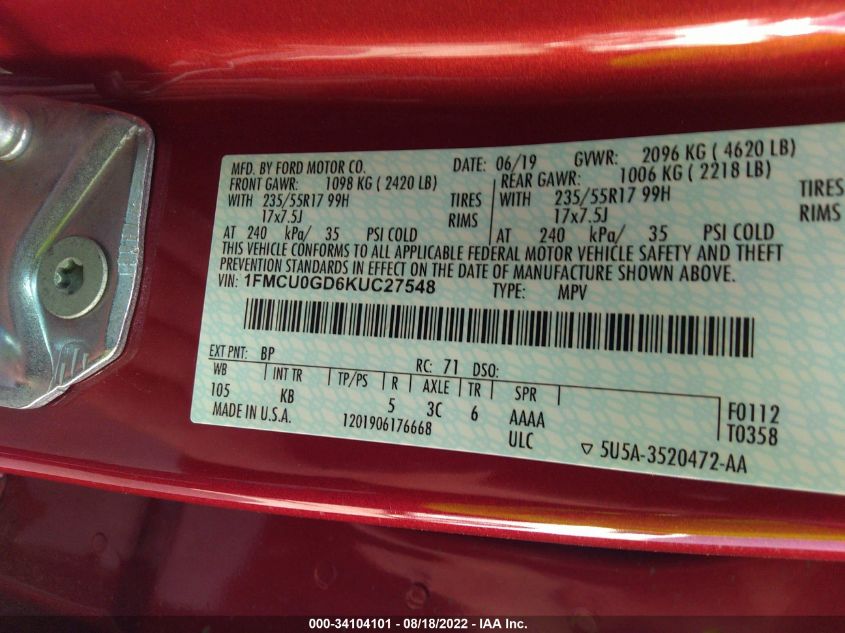 MFD. BY FORD MOTOR CO. DATE: 06/19 GVWR: 2096 KG ( 4620 LB)
FRONT GAWR: 1098 KG ( 2420 LB) REAR GAWR: 1006 KG ( 2218 LB)
WITH 235/55R17 99H TIRES WITH 235/55R17 99H TIRES
17x7.5J RIMS 17x7.5J RIMS
AT 240 kPa/ 35 PSI COLD AT 240 kPa/ 35 PSI COLD
THIS VEHICLE CONFORMS TO ALL APPLICABLE FEDERAL MOTOR VEHICLE SAFETY AND THEFT
PREVENTION STANDARDS IN EFFECT ON THE DATE OF MANUFACTURE SHOWN ABOVE.
VIN: 1FMCU0GD6KUC27548 TYPE: MPV
EXT PNT: BP RC: 71 DSO:
WB INT TR TP/PS R AXLE TR SPR
105 KB 5 3C 6 AAAA F0112
MADE IN U.S.A. 1201906176668 ULC T0358
▽ 5U5A-3520472-AA
000-34104101 - 08/18/2022 - IAA Inc.